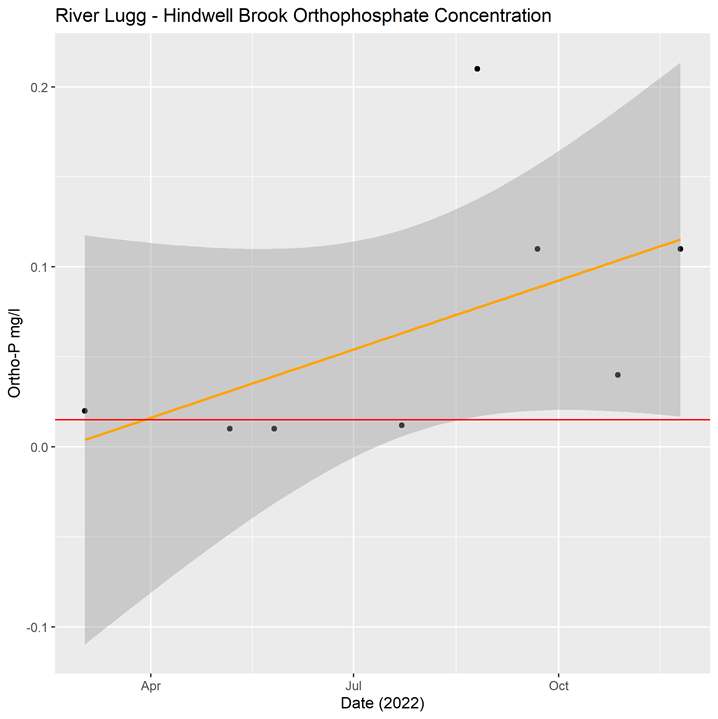 River Lugg - Hindwell Brook Orthophosphate Concentration
0.2
0.1
0.0
-0.1
Ortho-P mg/l
Apr
Jul
Oct
Date (2022)